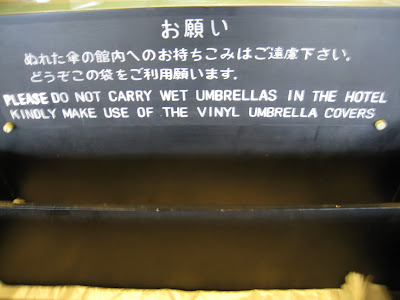 お願い
ぬれた傘の館内へのお持ちこみはご遠慮下さい。
どうぞこの袋をご利用願います。
PLEASE DO NOT CARRY WET UMBRELLAS IN THE HOTEL
KINDLY MAKE USE OF THE VINYL UMBRELLA COVERS